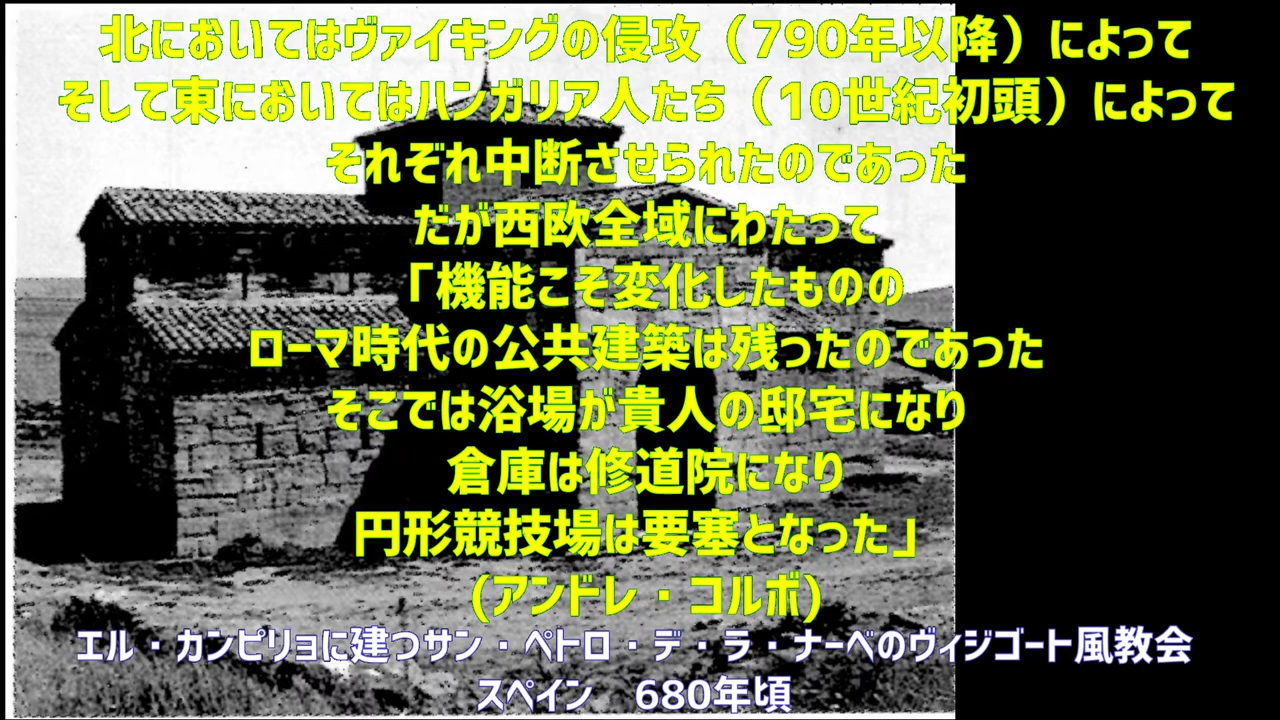 北においてはヴァイキングの侵攻（790年以降）によって
そして東においてはハンガリア人たち（10世紀初頭）によって
それぞれ中断させられたのであった
だが西欧全域にわたって
「機能こそ変化したものの
ローマ時代の公共建築は残ったのであった
そこでは浴場が貴人の邸宅になり
倉庫は修道院になり
円形競技場は要塞となった」
(アンドレ・コルボ)
エル・カンピリョに建つサン・ペトロ・デ・ラ・ナーベのヴィジゴート風教会
スペイン　680年頃